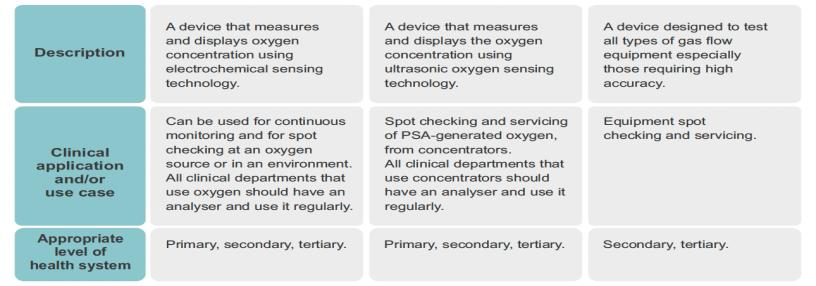 Description
A device that measures
and displays oxygen
concentration using
electrochemical sensing
technology.
A device that measures
and displays the oxygen
concentration using
ultrasonic oxygen sensing
technology.
A device designed to test
all types of gas flow
equipment especially
those requiring high
accuracy.
Clinical
application
and/or
use case
Can be used for continuous
monitoring and for spot
checking at an oxygen
source or in an environment.
All clinical departments that
use oxygen should have an
analyser and use it regularly.
Spot checking and servicing
of PSA-generated oxygen,
from concentrators.
All clinical departments that
use concentrators should
have an analyser and use it
regularly.
Equipment spot
checking and servicing.
Appropriate
level of
health system
Primary, secondary, tertiary.
Primary, secondary, tertiary.
Secondary, tertiary.